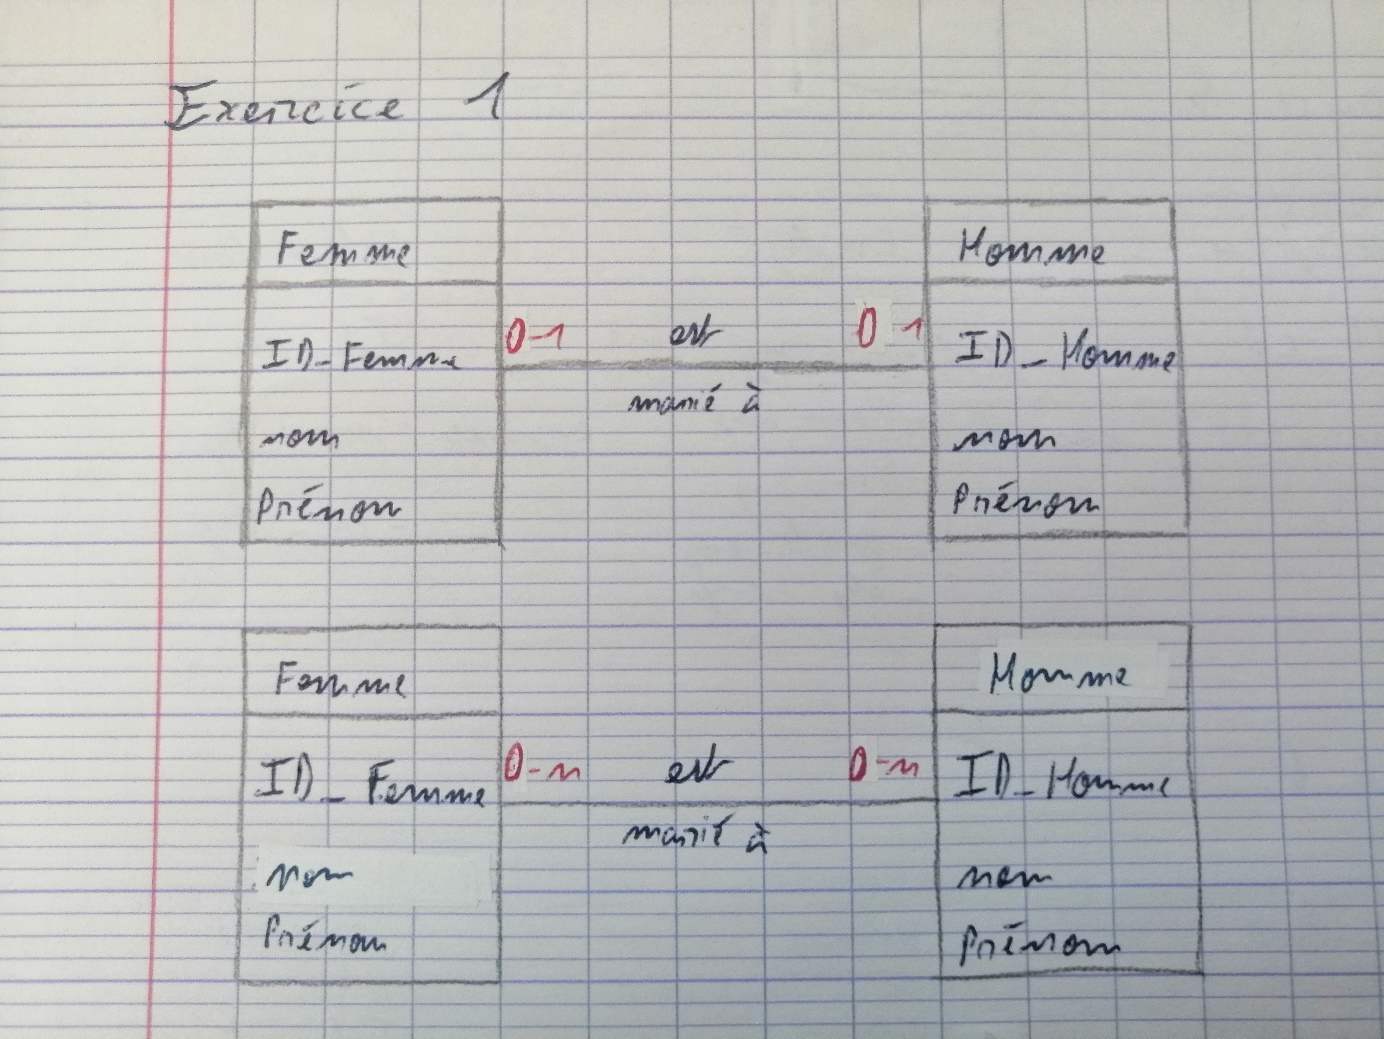 Exercice 1
Femme
Homme
0-1 est 0-1
ID_Femme
ID_Homme
marié à
nom
nom
Prénom
Prénom
Femme
Homme
0-n est 0-n
ID_Femme
ID_Homme
marié à
nom
nom
Prénom
Prénom